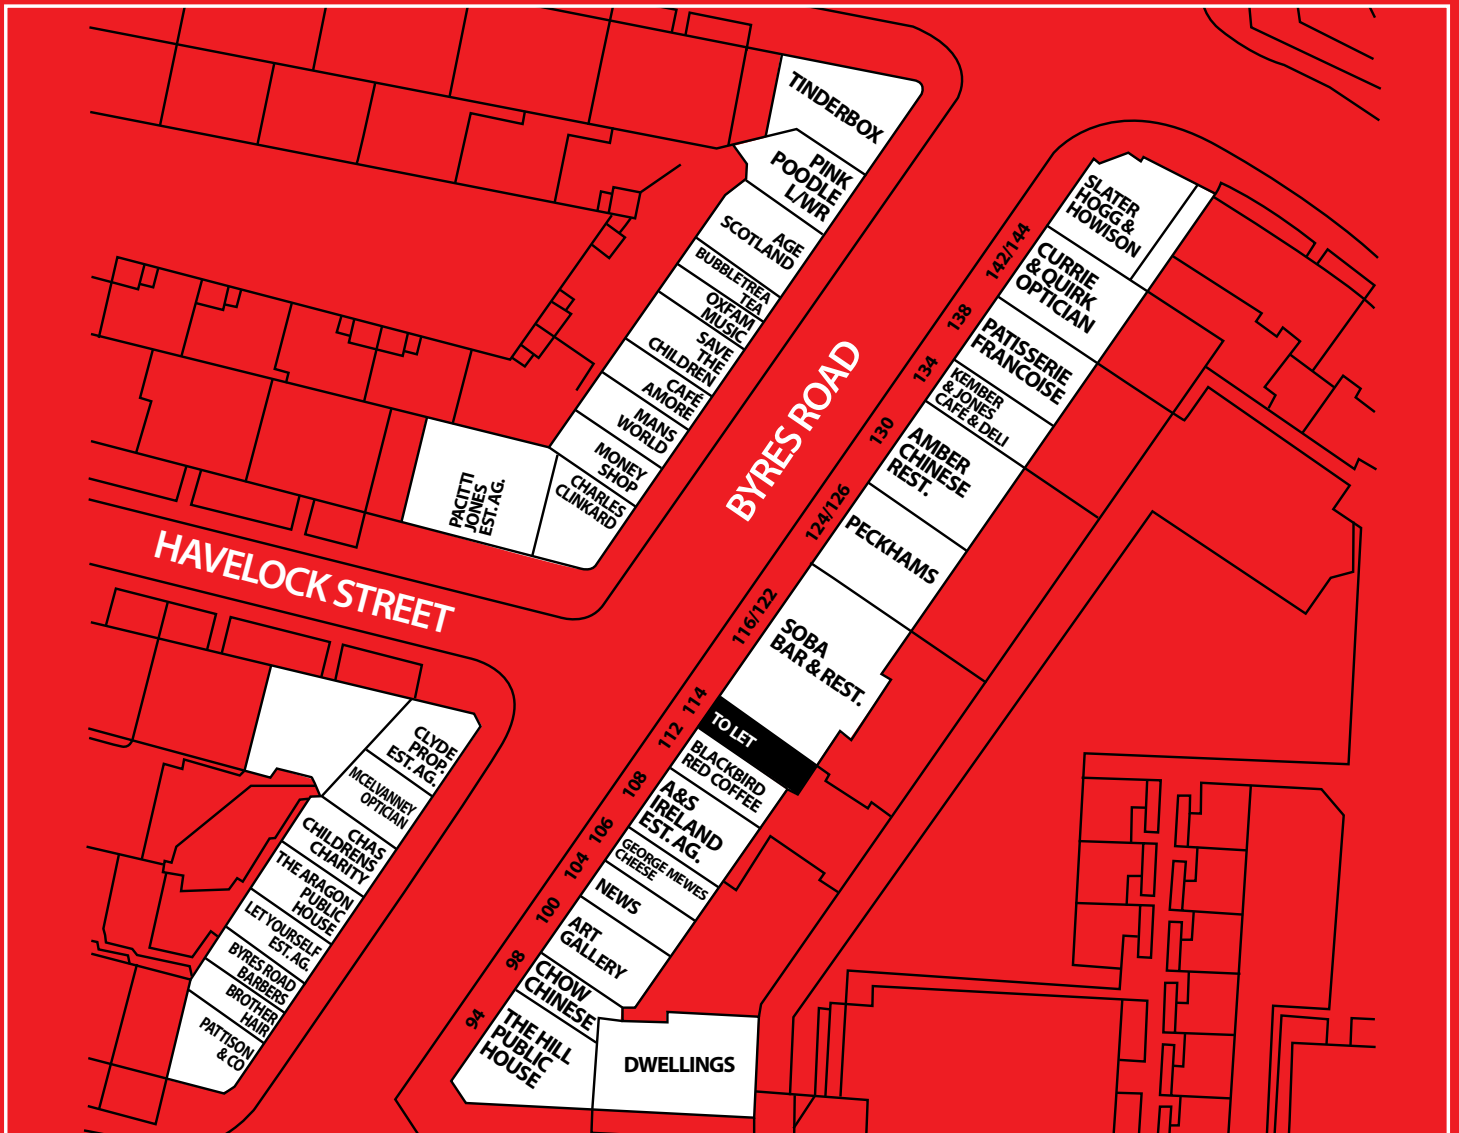 TINDERBOX
PINK
POODLE
L/WR
AGE
SCOTLAND
BUBBLETREA
TEA
OXFAM
MUSIC
SAVE
THE
CHILDREN
CAFÉ
AMORE
MANS
WORLD
MONEY
SHOP
CHARLES
CLINKARD
PACITTI
JONES
EST. AG.
HAVELOCK STREET
BYRES ROAD
CLYDE
PROP.
EST. AG.
MCELVANNEY
OPTICIAN
CHAS
CHILDRENS
CHARITY
THE ARAGON
PUBLIC
HOUSE
LET YOURSELF
EST. AG.
BYRES ROAD
BARBERS
BROTHER
HAIR
PATTISON
& CO
142/144
138
134
130
124/126
116/122
114
112
108
106
104
100
98
94
SLATER
HOGG &
HOWISON
CURRIE
& QUIRK
OPTICIAN
PATISSERIE
FRANCOISE
KEMBER
& JONES
CAFÉ & DELI
AMBER
CHINESE
REST.
PECKHAMS
SOBA
BAR & REST.
TO LET
BLACKBIRD
RED COFFEE
A&S
IRELAND
EST. AG.
GEORGE MEWES
CHEESE
NEWS
ART
GALLERY
CHOW
CHINESE
THE HILL
PUBLIC
HOUSE
DWELLINGS